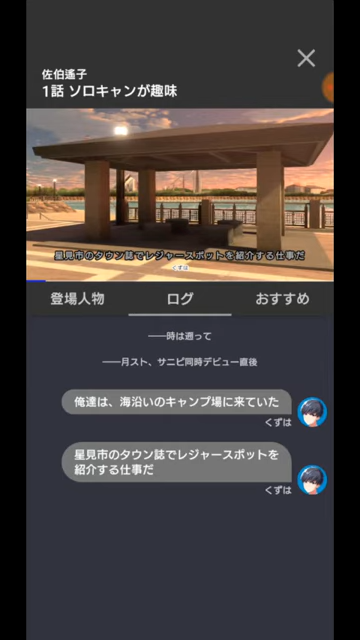 佐伯遙子
1話 ソロキャンが趣味
星見市のタウン誌でレジャースポットを紹介する仕事だ
くずは
登場人物
ログ
おすすめ
──時は遡って
──月スト、サニピ同時デビュー直後
俺達は、海沿いのキャンプ場に来ていた
くずは
星見市のタウン誌でレジャースポットを
紹介する仕事だ
くずは